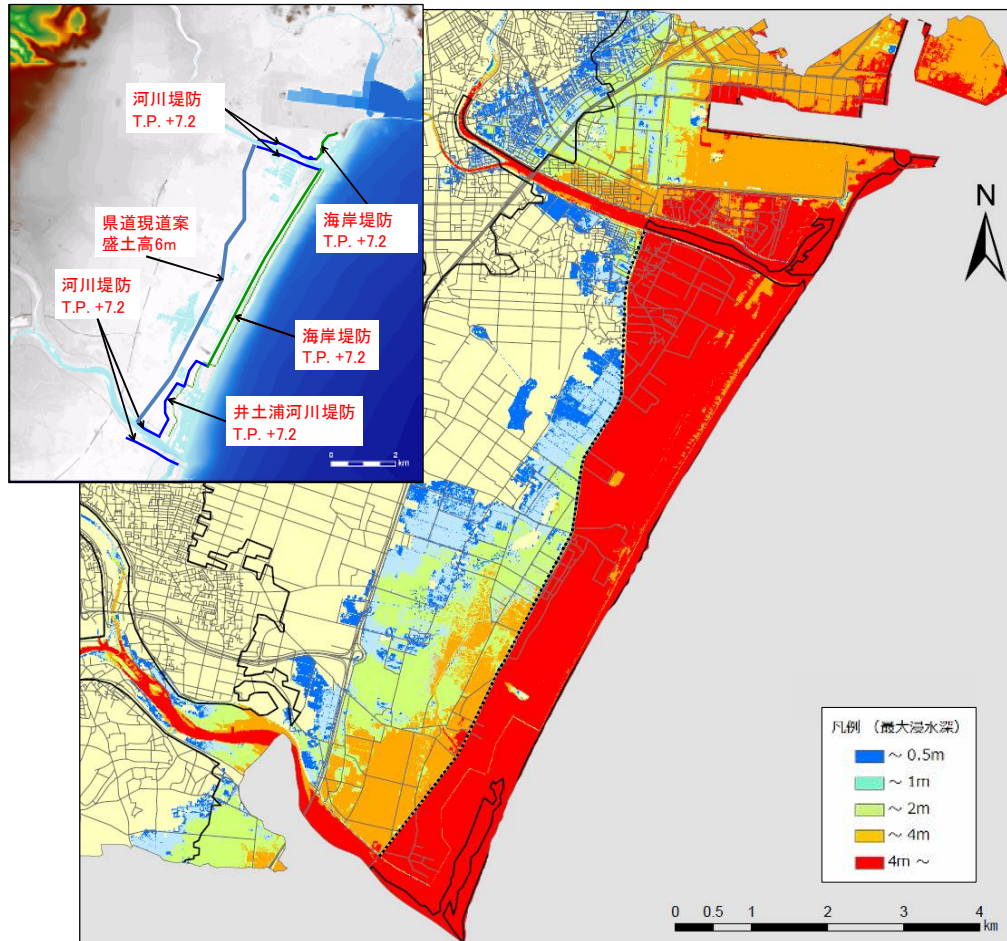 河川堤防
T.P. +7.2
海岸堤防
T.P. +7.2
県道現道案
盛土高6m
河川堤防
T.P. +7.2
海岸堤防
T.P. +7.2
井土浦河川堤防
T.P. +7.2
0 2
km
N
凡例 (最大浸水深)
~ 0.5m
~ 1m
~ 2m
~ 4m
4m ~
0 0.5 1 2 3 4
km